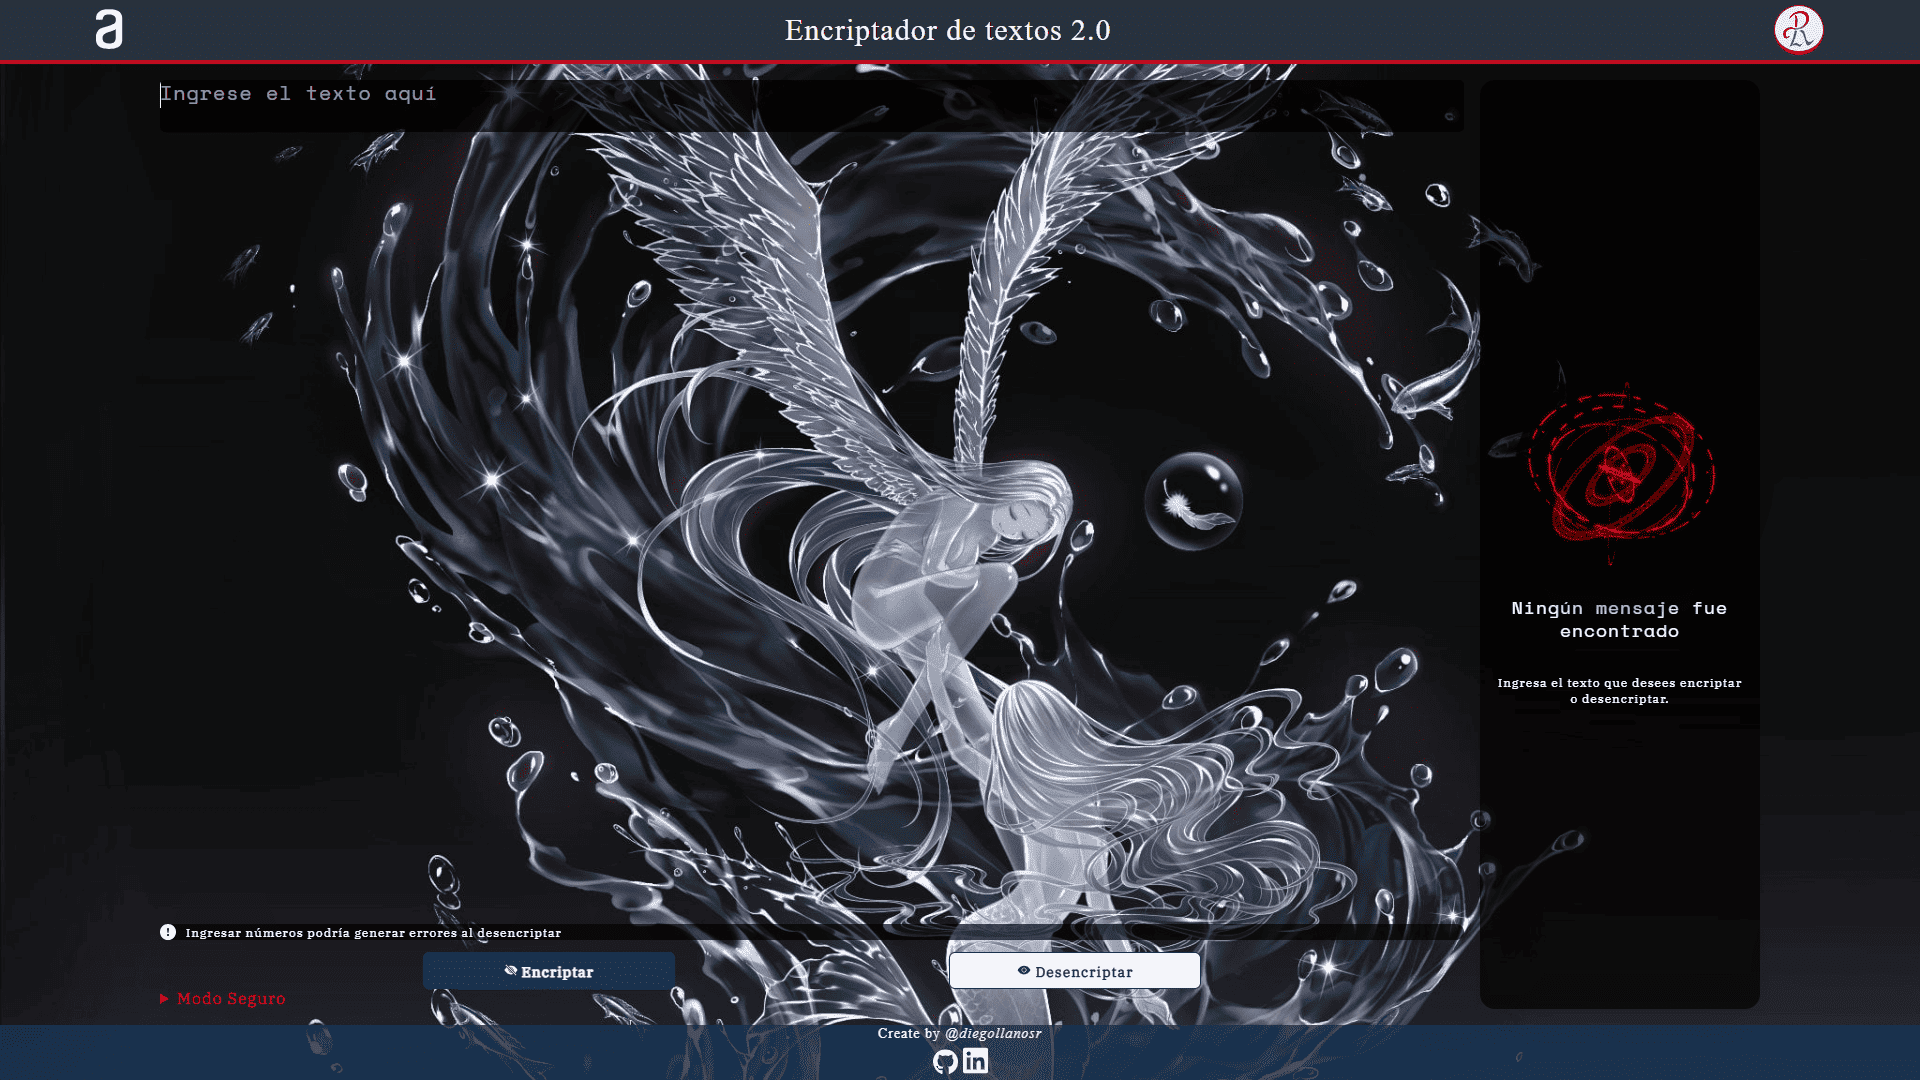 a
Encriptador de textos 2.0
Ingrese el texto aquí
Ningún mensaje fue
encontrado
Ingresa el texto que desees encriptar
o desencriptar.
Ingresar números podría generar errores al desencriptar
Encriptar
Desencriptar
Modo Seguro
Create by @diegollanosr
in